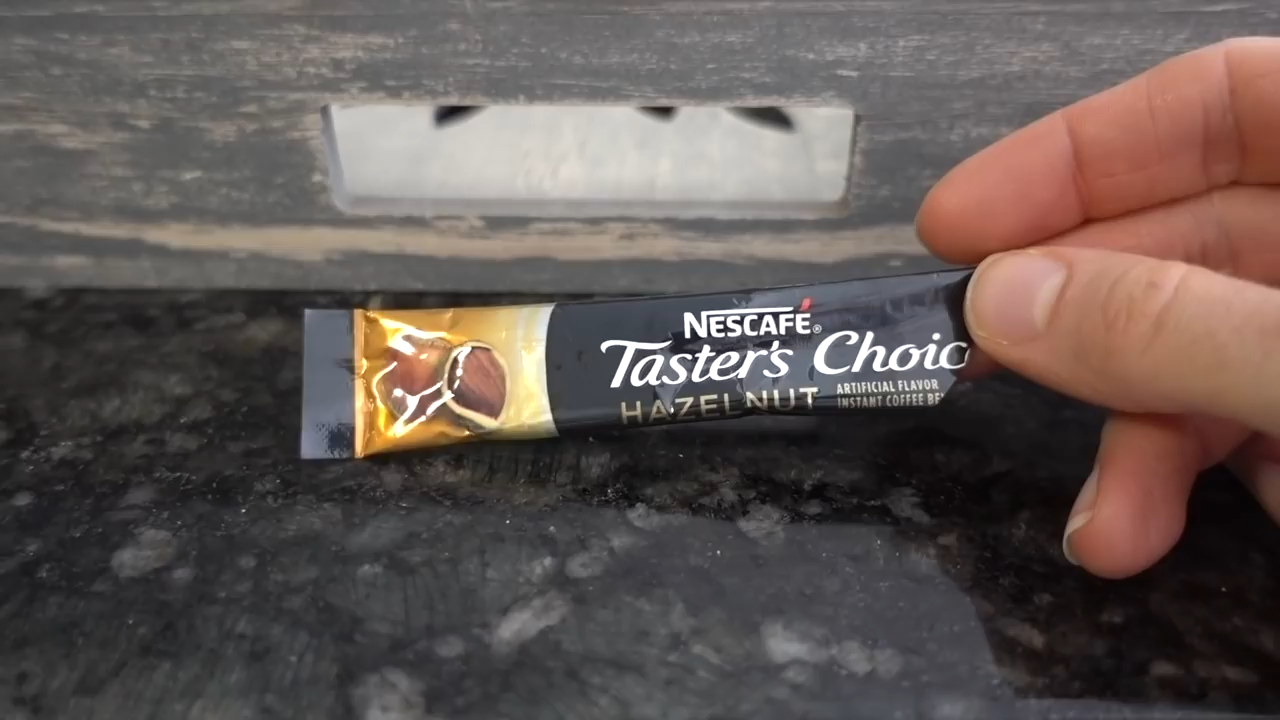 NESCAFÉ®
Taster's Choic
HAZELNUT
ARTIFICIAL FLAVOR
INSTANT COFFEE BE